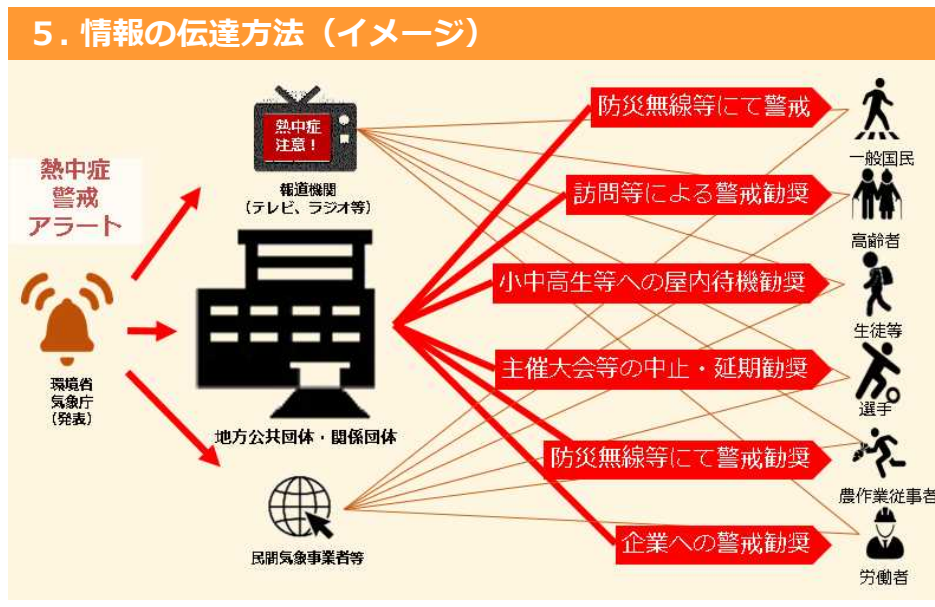 5．情報の伝達方法（イメージ）
熱中症
警戒
アラート
環境省
気象庁
（発表）
熱中症
注意！
報道機関
（テレビ、ラジオ等）
地方公共団体・関係団体
民間気象事業者等
防災無線等にて警戒
訪問等による警戒勧奨
小中高生等への屋内待機勧奨
主催大会等の中止・延期勧奨
防災無線等にて警戒勧奨
企業への警戒勧奨
一般国民
高齢者
生徒等
選手
農作業従事者
労働者